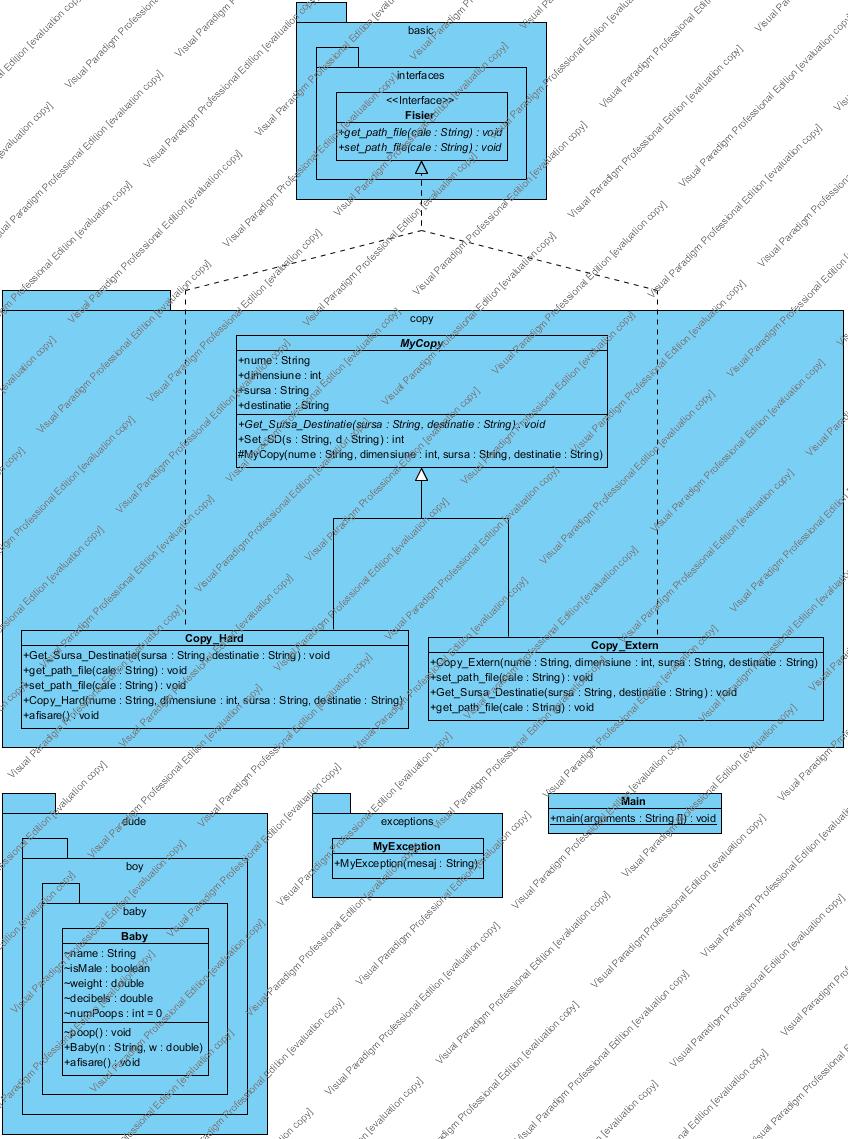 basic
interfaces
<<Interface>>
Fisier
+get_path_file(cale : String) : void
+set_path_file(cale : String) : void
copy
MyCopy
+nume : String
+dimensiune : int
+sursa : String
+destinatie : String
+Get_Sursa_Destinatie(sursa : String, destinatie : String) : void
+Set_SD(s : String, d : String) : int
#MyCopy(nume : String, dimensiune : int, sursa : String, destinatie : String)
Copy_Hard
+Get_Sursa_Destinatie(sursa : String, destinatie : String) : void
+get_path_file(cale : String) : void
+set_path_file(cale : String) : void
+Copy_Hard(nume : String, dimensiune : int, sursa : String, destinatie : String)
+afisare() : void
Copy_Extern
+Copy_Extern(nume : String, dimensiune : int, sursa : String, destinatie : String)
+set_path_file(cale : String) : void
+Get_Sursa_Destinatie(sursa : String, destinatie : String) : void
+get_path_file(cale : String) : void
dude
boy
baby
Baby
~name : String
~isMale : boolean
~weight : double
~decibels : double
~numPoops : int = 0
~poop() : void
+Baby(n : String, w : double)
+afisare() : void
exceptions
MyException
+MyException(mesaj : String)
Main
+main(arguments : String []) : void
Visual Paradigm Professional Edition [evaluation copy]